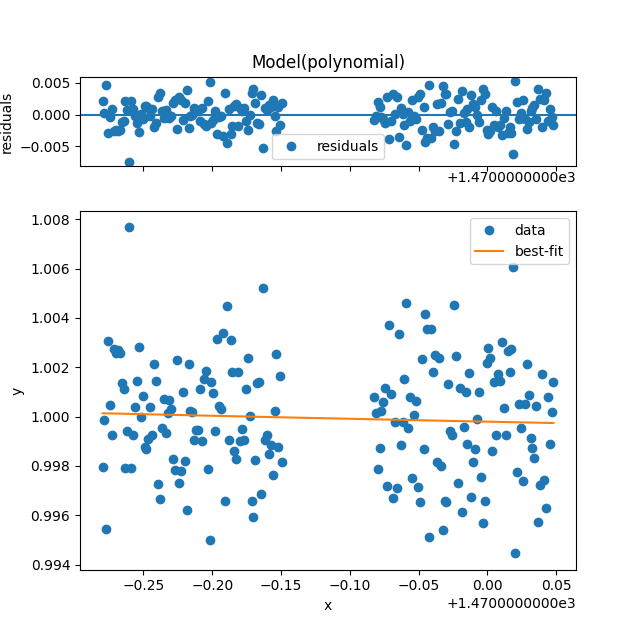 Model(polynomial)
residuals
0.005
0.000
−0.005
residuals
+1.4700000000e3
y
1.008
1.006
1.004
1.002
1.000
0.998
0.996
0.994
data
best-fit
−0.25
−0.20
−0.15
−0.10
−0.05
0.00
0.05
x
+1.4700000000e3